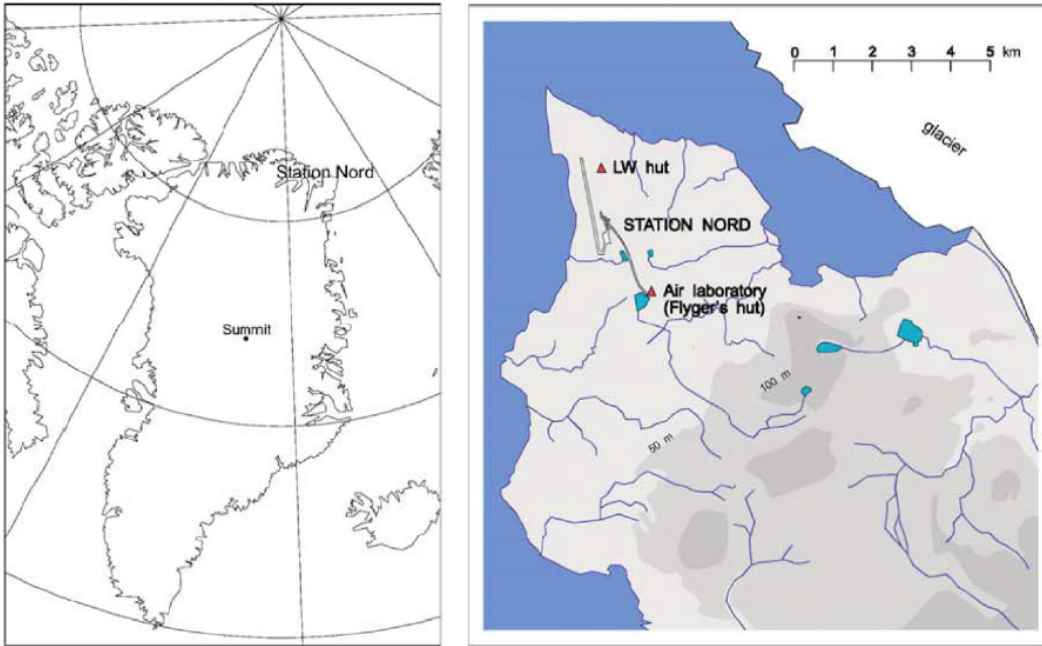 Station Nord
Summit
0 1 2 3 4 5 km
glacier
LW hut
STATION NORD
Air laboratory
(Flyger's hut)
100 m
50 m